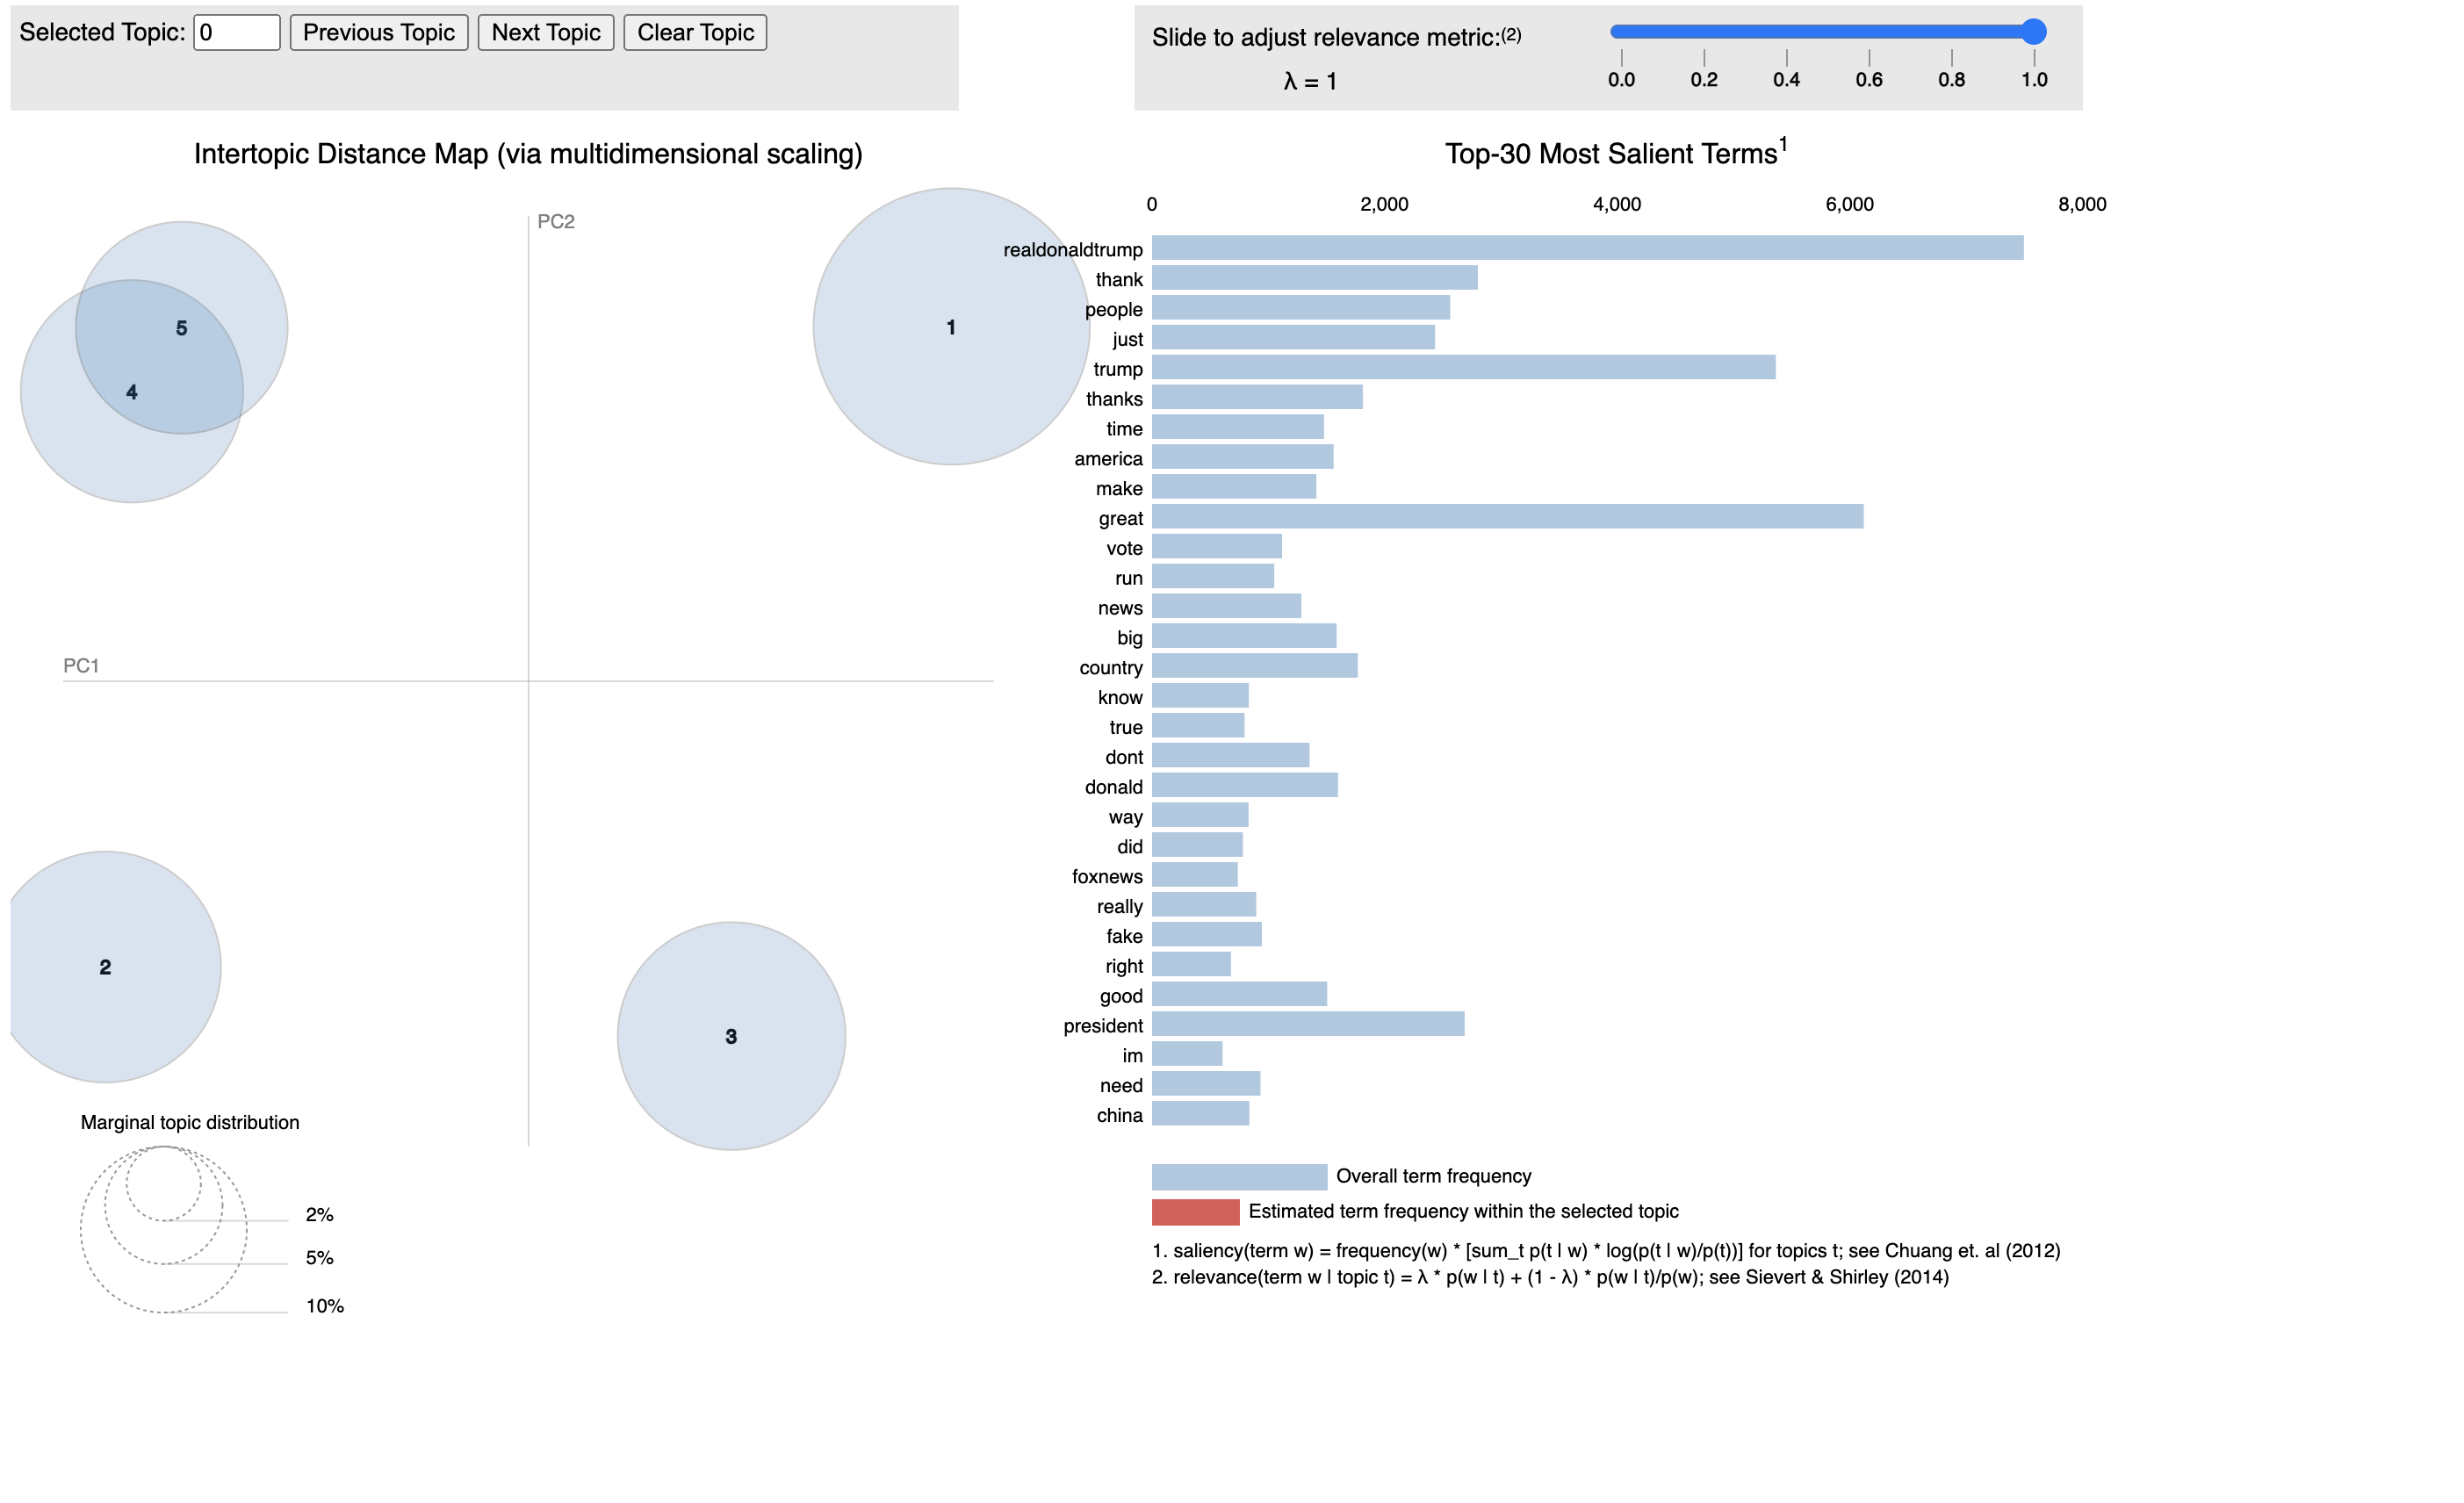 Selected Topic: 0 Previous Topic Next Topic Clear Topic
Slide to adjust relevance metric:(2)
λ = 1
0.0 0.2 0.4 0.6 0.8 1.0
Intertopic Distance Map (via multidimensional scaling)
PC2
PC1
1
5
4
2
3
Marginal topic distribution
2%
5%
10%
Top-30 Most Salient Terms1
0 2,000 4,000 6,000 8,000
realdonaldtrump
thank
people
just
trump
thanks
time
america
make
great
vote
run
news
big
country
know
true
dont
donald
way
did
foxnews
really
fake
right
good
president
im
need
china
Overall term frequency
Estimated term frequency within the selected topic
1. saliency(term w) = frequency(w) * [sum_t p(t | w) * log(p(t | w)/p(t))] for topics t; see Chuang et. al (2012)
2. relevance(term w | topic t) = λ * p(w | t) + (1 - λ) * p(w | t)/p(w); see Sievert & Shirley (2014)